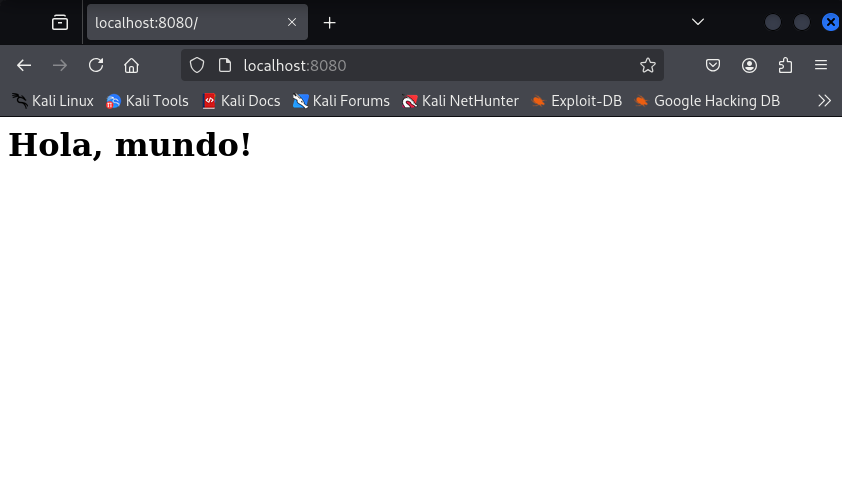 localhost:8080/
localhost:8080
Kali Linux Kali Tools Kali Docs Kali Forums Kali NetHunter Exploit-DB Google Hacking DB
Hola, mundo!